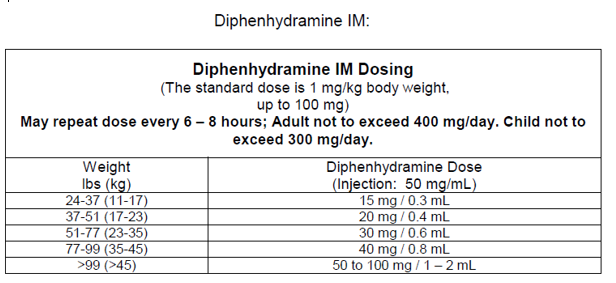 Diphenhydramine IM:
Diphenhydramine IM Dosing
(The standard dose is 1 mg/kg body weight,
up to 100 mg)
May repeat dose every 6 – 8 hours; Adult not to exceed 400 mg/day. Child not to
exceed 300 mg/day.
Weight Diphenhydramine Dose
lbs (kg) (Injection: 50 mg/mL)
24-37 (11-17) 15 mg / 0.3 mL
37-51 (17-23) 20 mg / 0.4 mL
51-77 (23-35) 30 mg / 0.6 mL
77-99 (35-45) 40 mg / 0.8 mL
>99 (>45) 50 to 100 mg / 1 – 2 mL